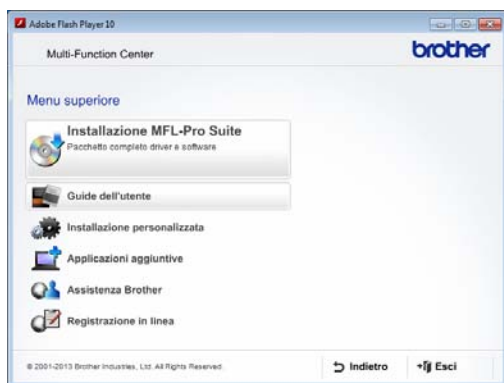 Adobe Flash Player 10
Multi-Function Center
brother
Menu superiore
Installazione MFL-Pro Suite
Pacchetto completo driver e software
Guide dell'utente
Installazione personalizzata
Applicazioni aggiuntive
Assistenza Brother
Registrazione in linea
© 2001-2013 Brother Industries, Ltd. All Rights Reserved.
Indietro
Esci